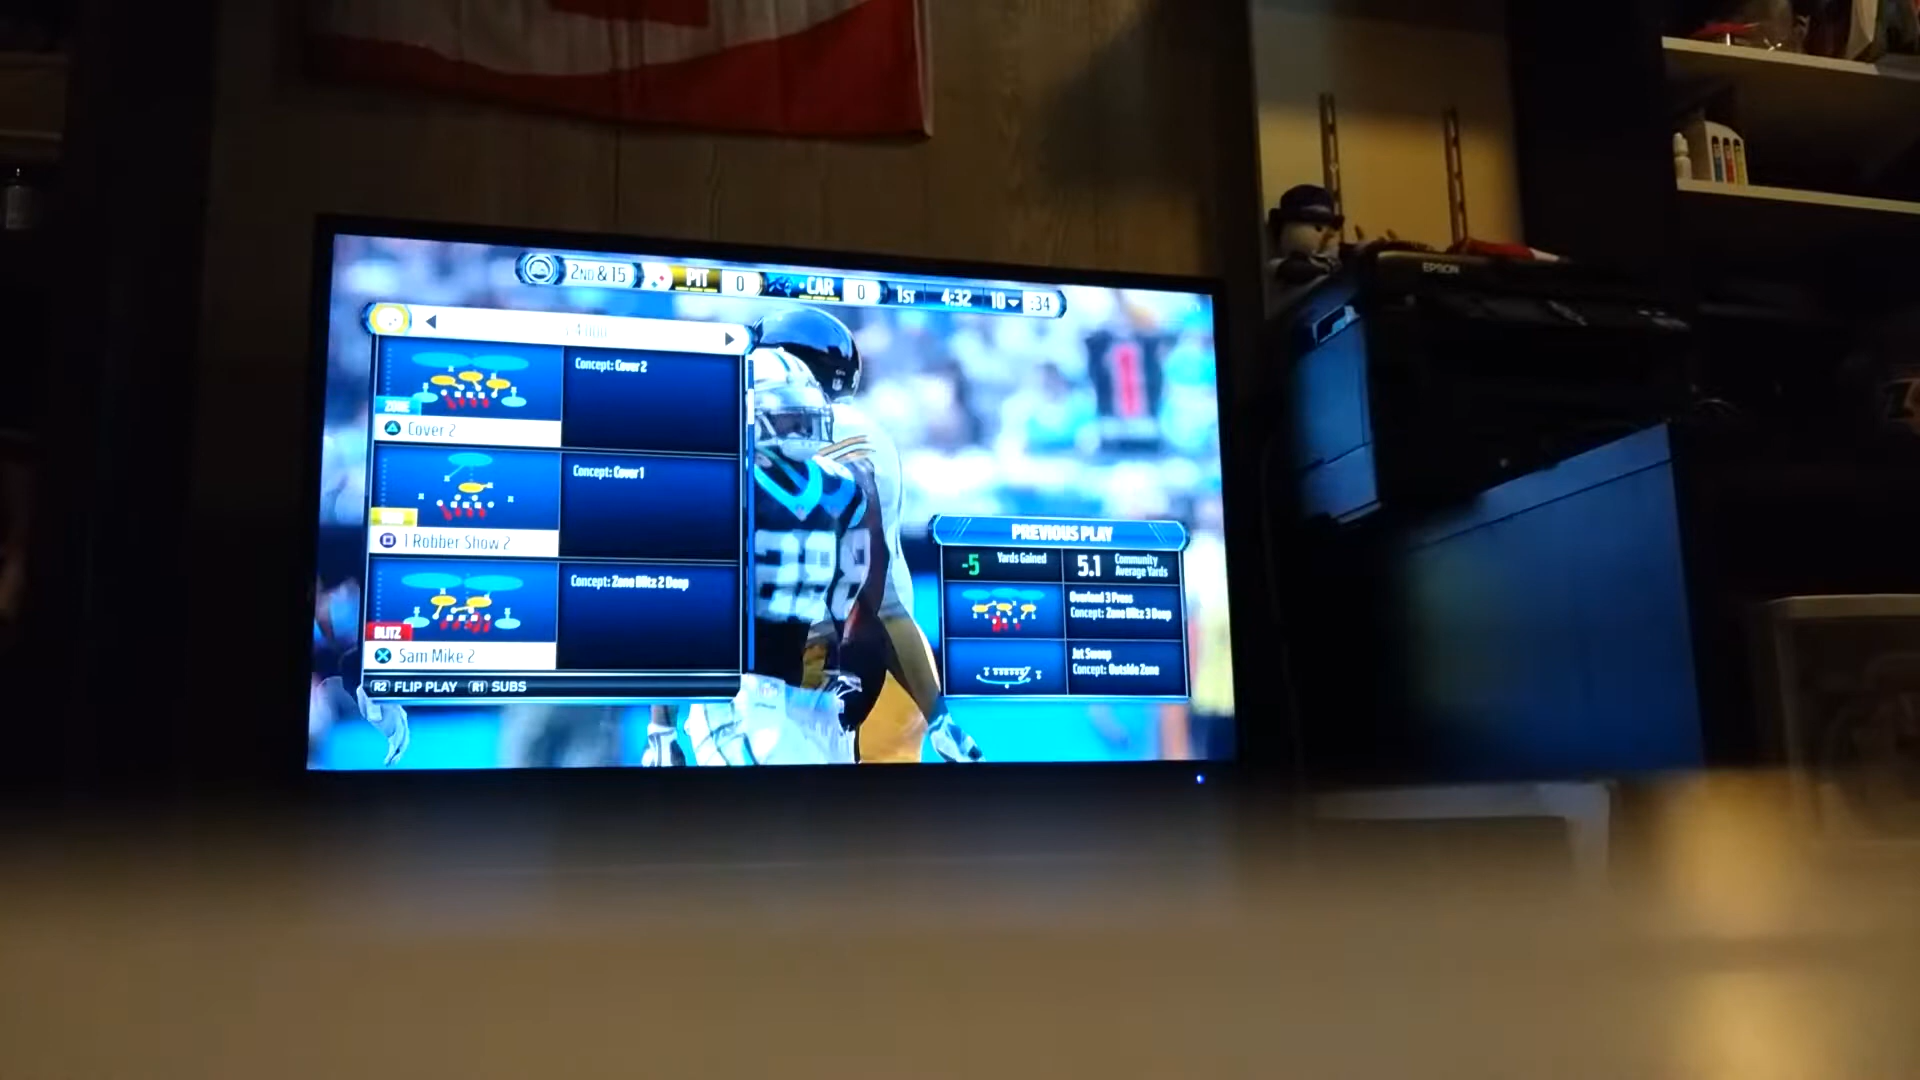 2ND & 15 PIT 0 CAR 0 1ST 4:32 10 :34
Concept: Cover 2
ZONE
Cover 2
Concept: Cover 1
1 Robber Show 2
Concept: Zone Blitz 2 Deep
BLITZ
Sam Mike 2
R2 FLIP PLAY R1 SUBS
PREVIOUS PLAY
-5 Yards Gained
5.1 Community Average Yards
Overload 3 Press
Concept: Zone Blitz 3 Deep
Jet Sweep
Concept: Outside Zone
28
EPSON